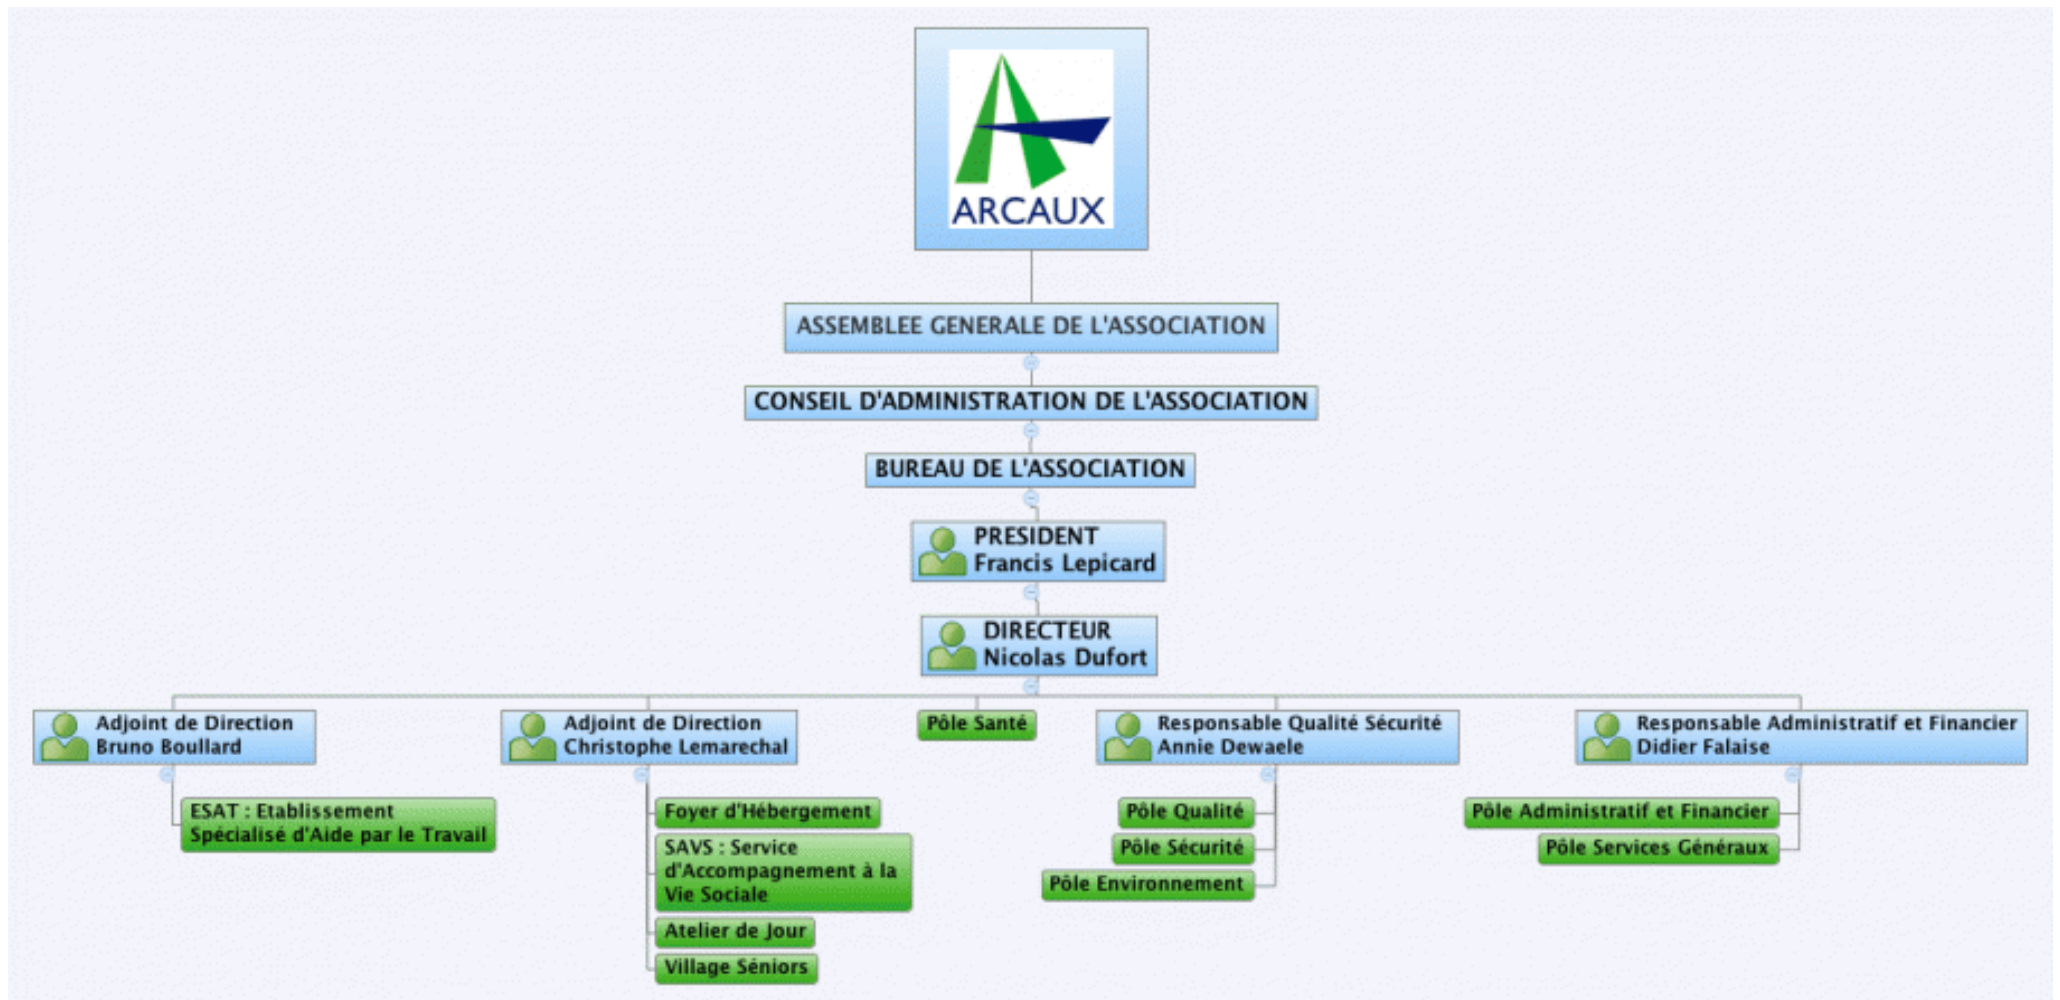 ARCAUX
ASSEMBLEE GENERALE DE L'ASSOCIATION
CONSEIL D'ADMINISTRATION DE L'ASSOCIATION
BUREAU DE L'ASSOCIATION
PRESIDENT
Francis Lepicard
DIRECTEUR
Nicolas Dufort
Adjoint de Direction
Bruno Boullard
ESAT : Etablissement
Spécialisé d'Aide par le Travail
Adjoint de Direction
Christophe Lemarechal
Foyer d'Hébergement
SAVS : Service
d'Accompagnement à la
Vie Sociale
Atelier de Jour
Village Séniors
Pôle Santé
Responsable Qualité Sécurité
Annie Dewaele
Pôle Qualité
Pôle Sécurité
Pôle Environnement
Responsable Administratif et Financier
Didier Falaise
Pôle Administratif et Financier
Pôle Services Généraux